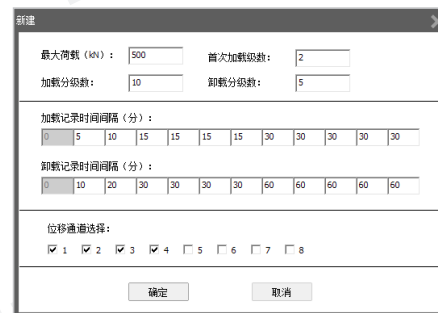 新建
最大荷载（kN）： 500 首次加载级数： 2
加载分级数： 10 卸载分级数： 5
加载记录时间间隔（分）：
0 5 10 15 15 15 15 30 30 30 30 30
卸载记录时间间隔（分）：
0 10 20 30 30 30 30 60 60 60 60 60
位移通道选择：
1 2 3 4 5 6 7 8
确定 取消